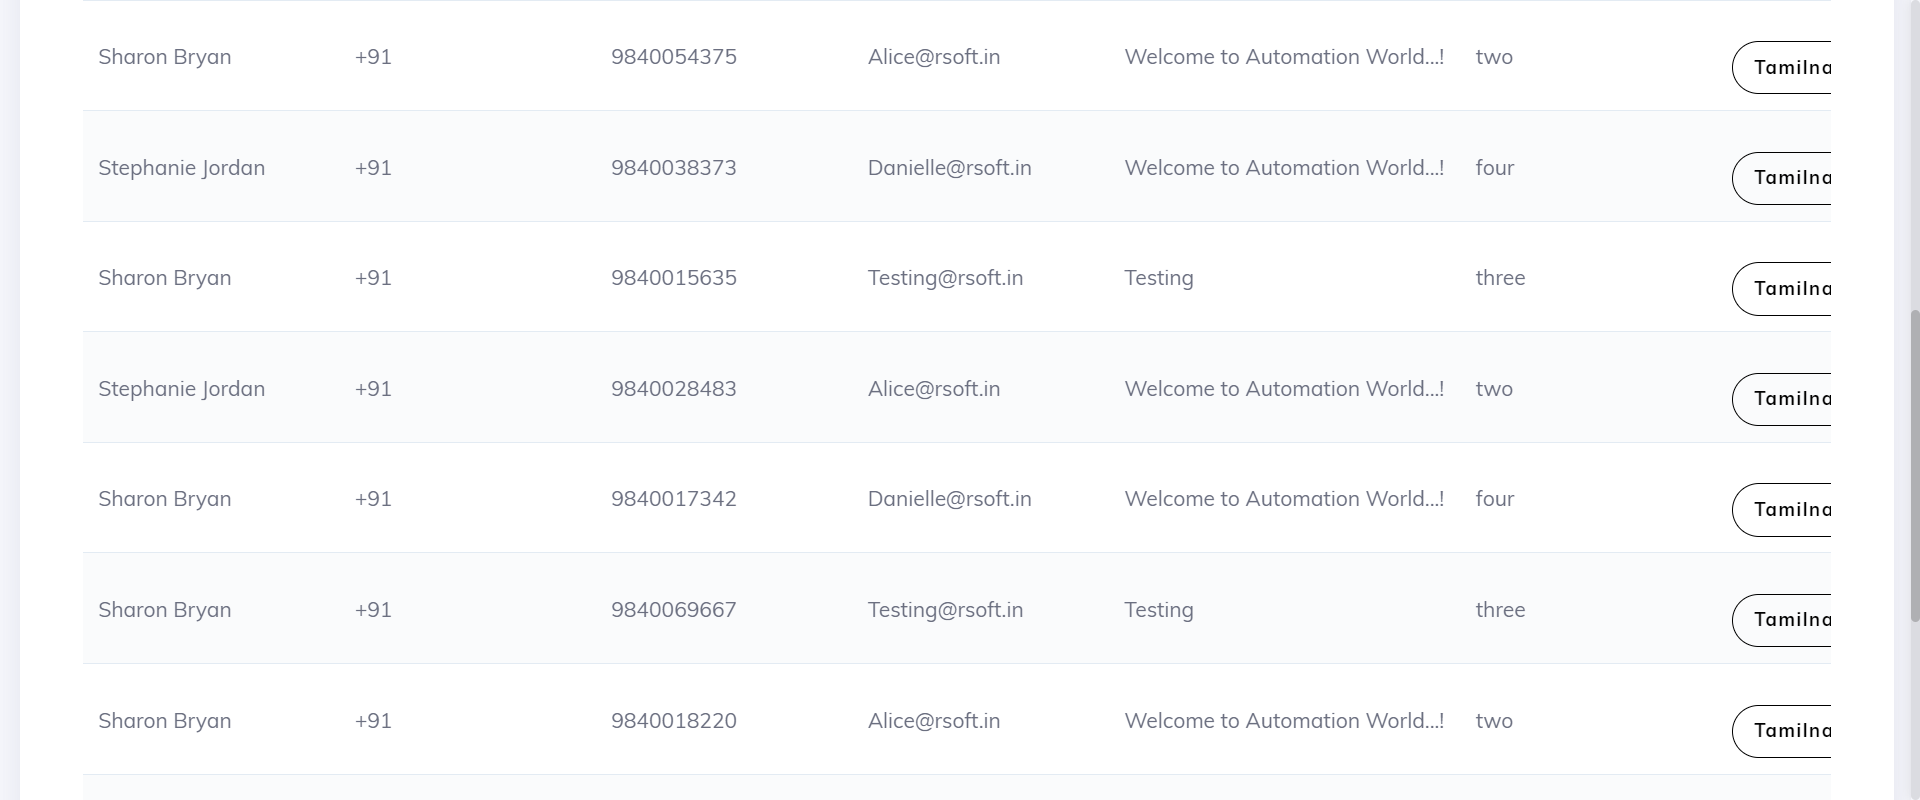 Sharon Bryan +91 9840054375 Alice@rsoft.in Welcome to Automation World...! two Tamilna
Stephanie Jordan +91 9840038373 Danielle@rsoft.in Welcome to Automation World...! four Tamilna
Sharon Bryan +91 9840015635 Testing@rsoft.in Testing three Tamilna
Stephanie Jordan +91 9840028483 Alice@rsoft.in Welcome to Automation World...! two Tamilna
Sharon Bryan +91 9840017342 Danielle@rsoft.in Welcome to Automation World...! four Tamilna
Sharon Bryan +91 9840069667 Testing@rsoft.in Testing three Tamilna
Sharon Bryan +91 9840018220 Alice@rsoft.in Welcome to Automation World...! two Tamilna